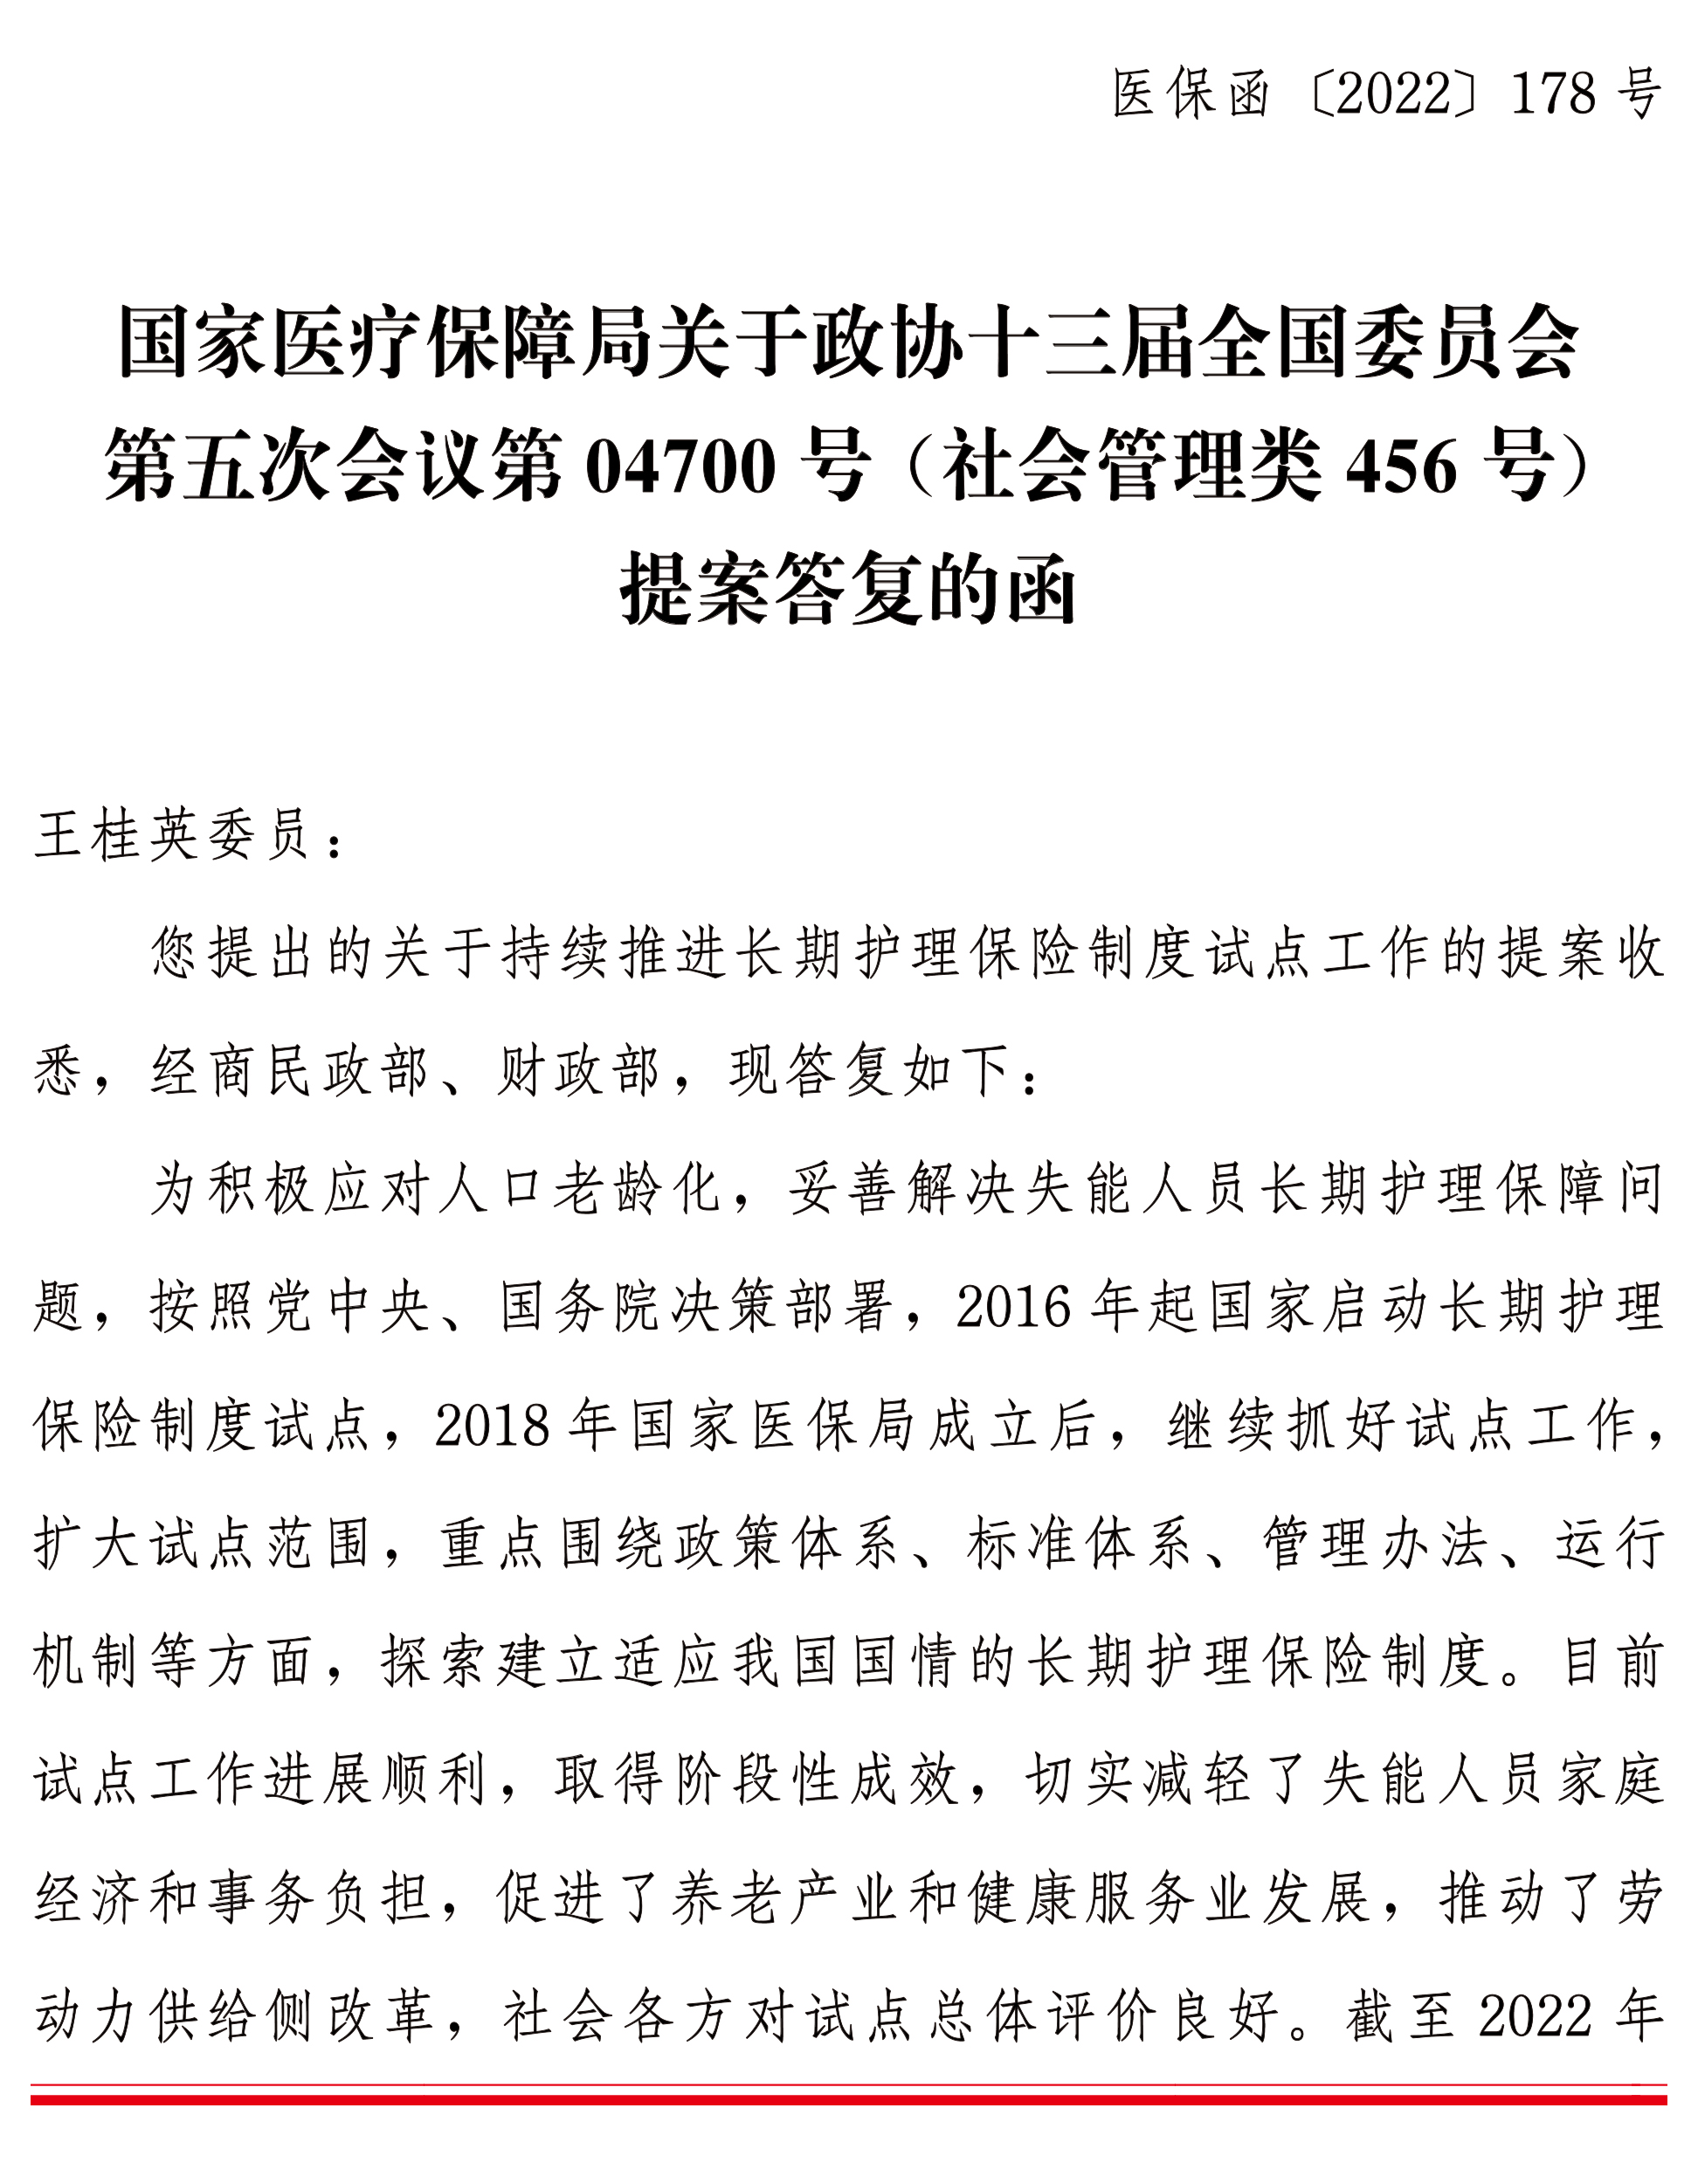 医保函〔2022〕178 号
国家医疗保障局关于政协十三届全国委员会
第五次会议第 04700 号（社会管理类 456 号）
提案答复的函
王桂英委员：
您提出的关于持续推进长期护理保险制度试点工作的提案收
悉，经商民政部、财政部，现答复如下：
为积极应对人口老龄化，妥善解决失能人员长期护理保障问
题，按照党中央、国务院决策部署，2016 年起国家启动长期护理
保险制度试点，2018 年国家医保局成立后，继续抓好试点工作，
扩大试点范围，重点围绕政策体系、标准体系、管理办法、运行
机制等方面，探索建立适应我国国情的长期护理保险制度。目前
试点工作进展顺利，取得阶段性成效，切实减轻了失能人员家庭
经济和事务负担，促进了养老产业和健康服务业发展，推动了劳
动力供给侧改革，社会各方对试点总体评价良好。截至 2022 年